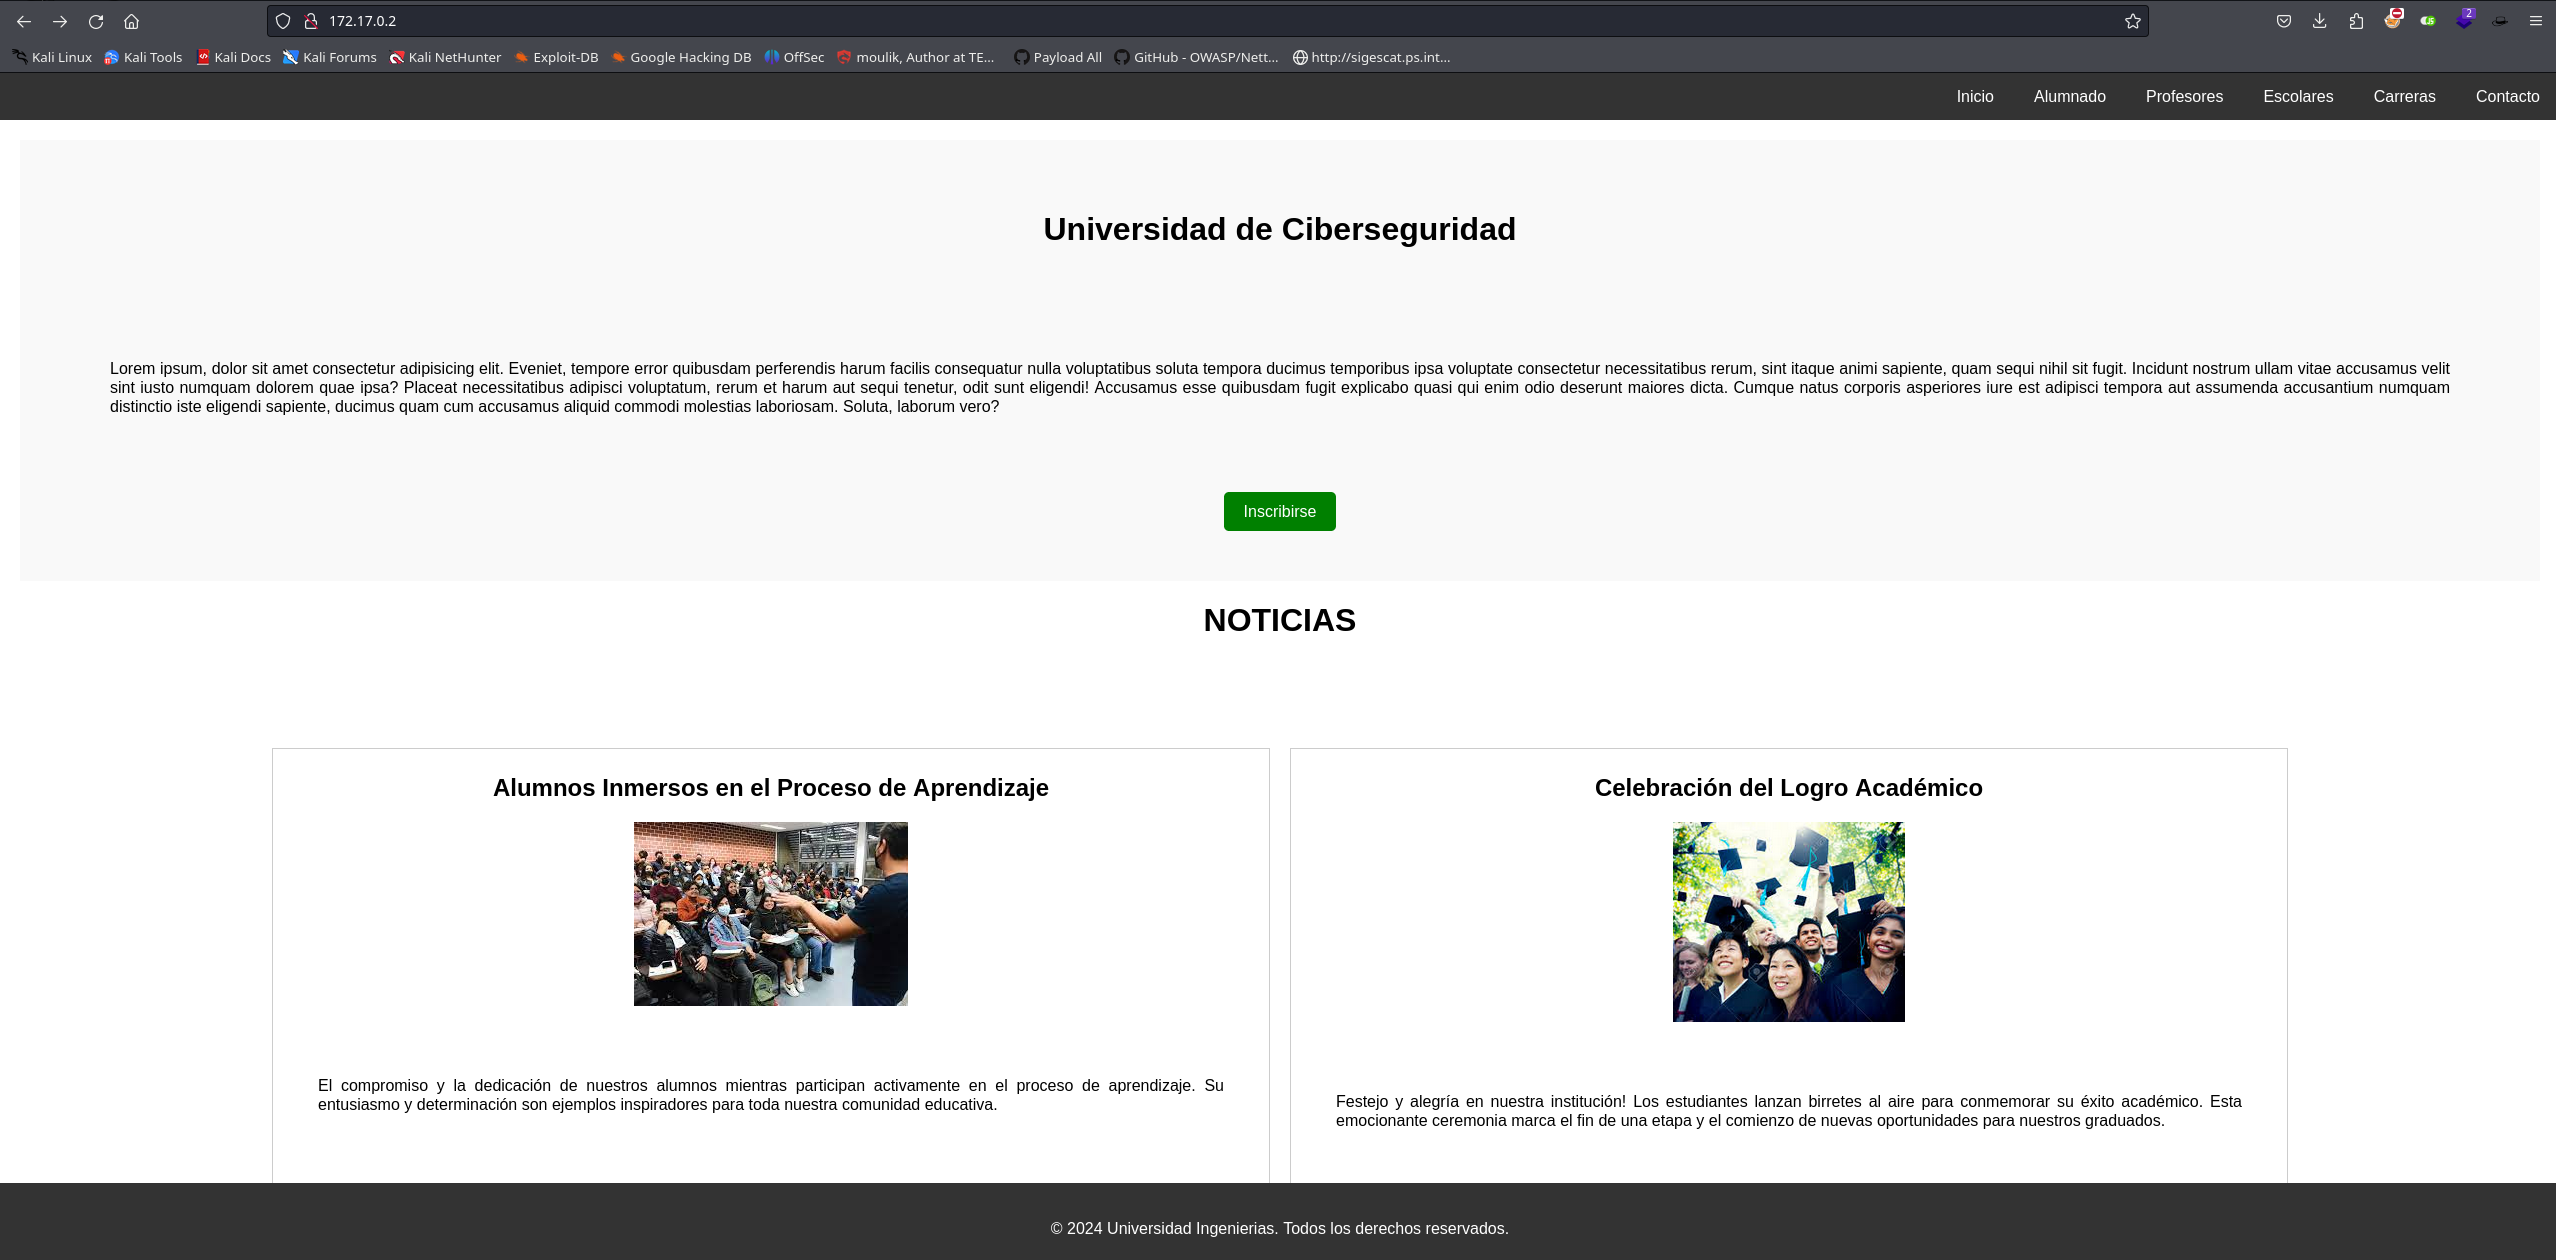 172.17.0.2
2
Kali Linux Kali Tools Kali Docs Kali Forums Kali NetHunter Exploit-DB Google Hacking DB OffSec moulik, Author at TE... Payload All GitHub - OWASP/Nett... http://sigescat.ps.int...
Inicio Alumnado Profesores Escolares Carreras Contacto
Universidad de Ciberseguridad
Lorem ipsum, dolor sit amet consectetur adipisicing elit. Eveniet, tempore error quibusdam perferendis harum facilis consequatur nulla voluptatibus soluta tempora ducimus temporibus ipsa voluptate consectetur necessitatibus rerum, sint itaque animi sapiente, quam sequi nihil sit fugit. Incidunt nostrum ullam vitae accusamus velit
sint iusto numquam dolorem quae ipsa? Placeat necessitatibus adipisci voluptatum, rerum et harum aut sequi tenetur, odit sunt eligendi! Accusamus esse quibusdam fugit explicabo quasi qui enim odio deserunt maiores dicta. Cumque natus corporis asperiores iure est adipisci tempora aut assumenda accusantium numquam
distinctio iste eligendi sapiente, ducimus quam cum accusamus aliquid commodi molestias laboriosam. Soluta, laborum vero?
Inscribirse
NOTICIAS
Alumnos Inmersos en el Proceso de Aprendizaje
El compromiso y la dedicación de nuestros alumnos mientras participan activamente en el proceso de aprendizaje. Su
entusiasmo y determinación son ejemplos inspiradores para toda nuestra comunidad educativa.
Celebración del Logro Académico
Festejo y alegría en nuestra institución! Los estudiantes lanzan birretes al aire para conmemorar su éxito académico. Esta
emocionante ceremonia marca el fin de una etapa y el comienzo de nuevas oportunidades para nuestros graduados.
© 2024 Universidad Ingenierias. Todos los derechos reservados.